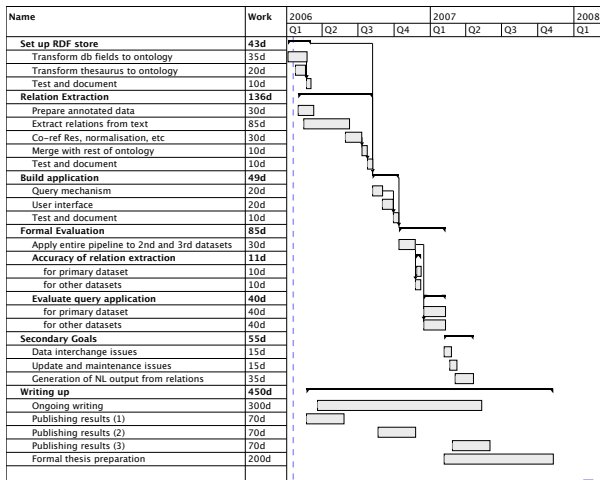 Name Work 2006 2007 2008
Q1 Q2 Q3 Q4 Q1 Q2 Q3 Q4 Q1
Set up RDF store 43d
Transform db fields to ontology 35d
Transform thesaurus to ontology 20d
Test and document 10d
Relation Extraction 136d
Prepare annotated data 30d
Extract relations from text 85d
Co-ref Res, normalisation, etc 30d
Merge with rest of ontology 10d
Test and document 10d
Build application 49d
Query mechanism 20d
User interface 20d
Test and document 10d
Formal Evaluation 85d
Apply entire pipeline to 2nd and 3rd datasets 30d
Accuracy of relation extraction 11d
for primary dataset 10d
for other datasets 10d
Evaluate query application 40d
for primary dataset 40d
for other datasets 40d
Secondary Goals 55d
Data interchange issues 15d
Update and maintenance issues 15d
Generation of NL output from relations 35d
Writing up 450d
Ongoing writing 300d
Publishing results (1) 70d
Publishing results (2) 70d
Publishing results (3) 70d
Formal thesis preparation 200d